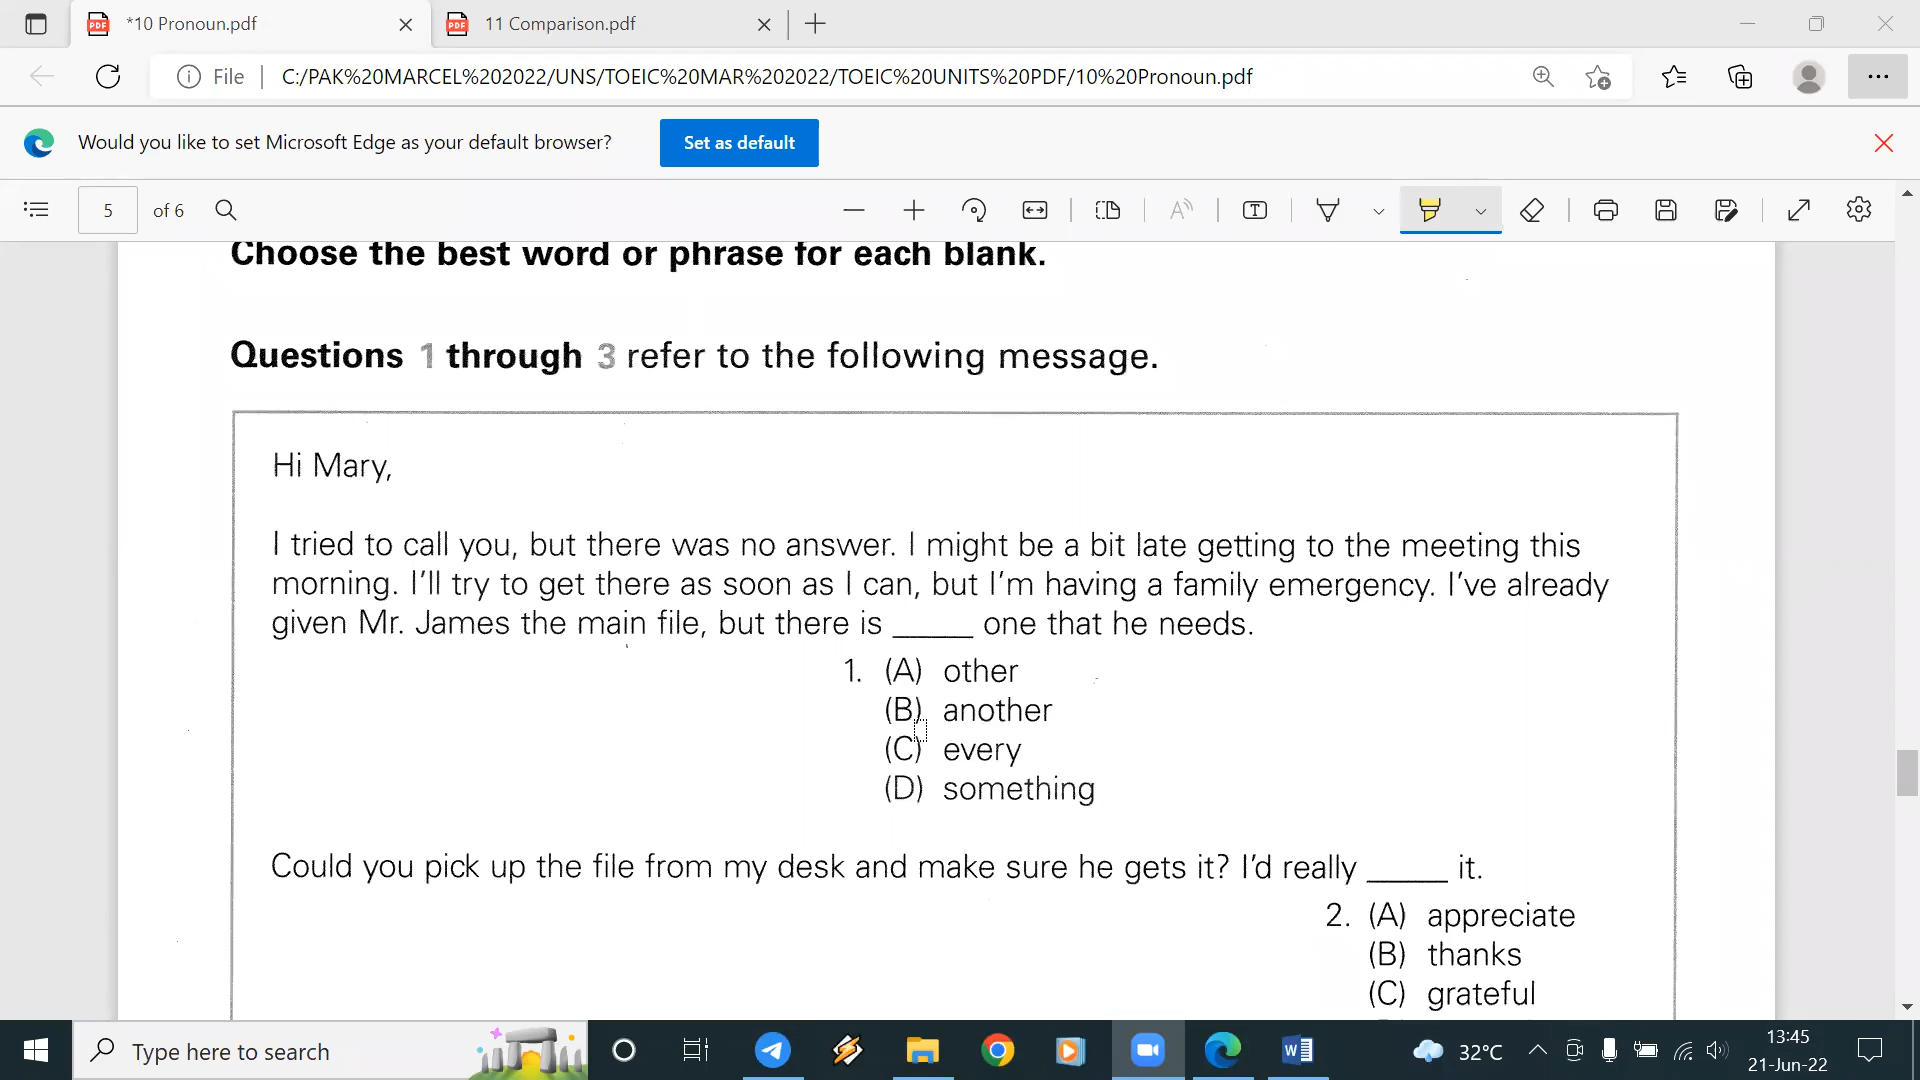 *10 Pronoun.pdf
11 Comparison.pdf
File
C:/PAK%20MARCEL%202022/UNS/TOEIC%20MAR%202022/TOEIC%20UNITS%20PDF/10%20Pronoun.pdf
Would you like to set Microsoft Edge as your default browser?
Set as default
5 of 6
Choose the best word or phrase for each blank.
Questions 1 through 3 refer to the following message.
Hi Mary,
I tried to call you, but there was no answer. I might be a bit late getting to the meeting this
morning. I'll try to get there as soon as I can, but I'm having a family emergency. I've already
given Mr. James the main file, but there is _____ one that he needs.
1. (A) other
(B) another
(C) every
(D) something
Could you pick up the file from my desk and make sure he gets it? I'd really _____ it.
2. (A) appreciate
(B) thanks
(C) grateful
Type here to search
32°C
13:45
21-Jun-22